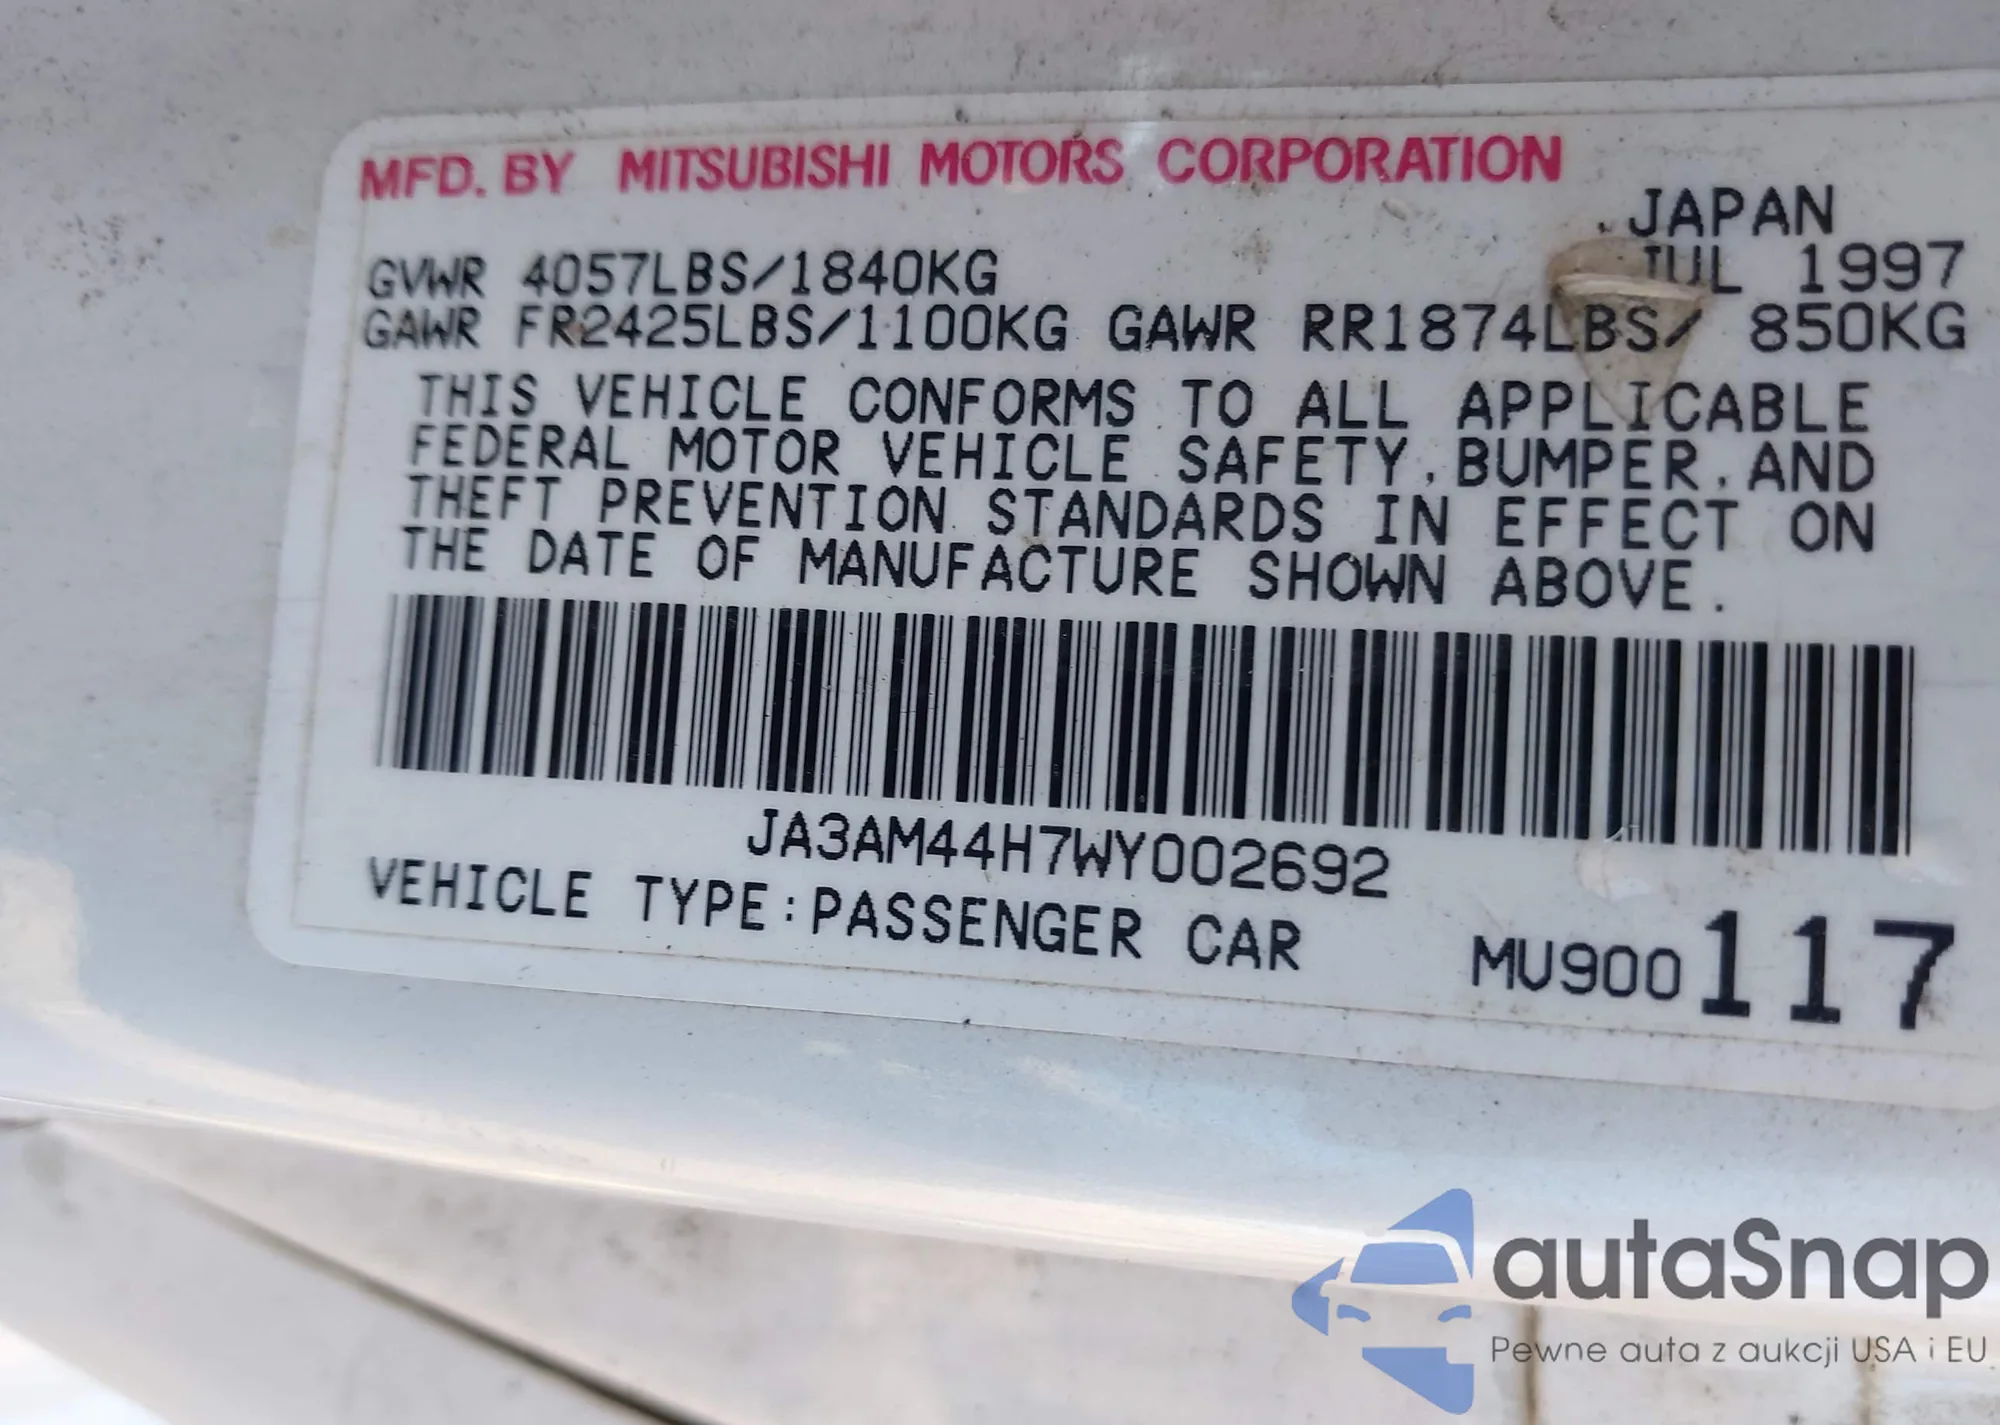 MFD. BY MITSUBISHI MOTORS CORPORATION
JAPAN
JUL 1997
GVWR 4057LBS/1840KG
GAWR FR2425LBS/1100KG GAWR RR1874LBS/ 850KG
THIS VEHICLE CONFORMS TO ALL APPLICABLE
FEDERAL MOTOR VEHICLE SAFETY, BUMPER, AND
THEFT PREVENTION STANDARDS IN EFFECT ON
THE DATE OF MANUFACTURE SHOWN ABOVE.
JA3AM44H7WY002692
VEHICLE TYPE:PASSENGER CAR
MU900117
autaSnap
Pewne auta z aukcji USA i EU